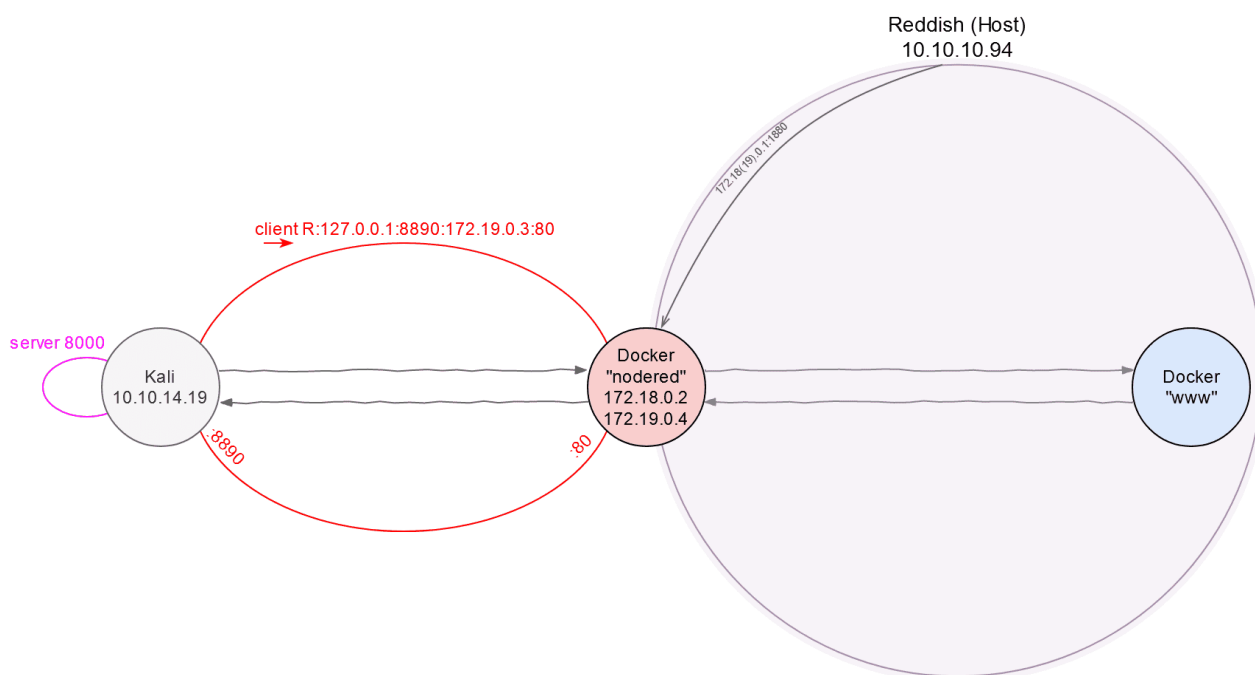 Reddish (Host)
10.10.10.94
172.18(19).0.1:1880
client R:127.0.0.1:8890:172.19.0.3:80
server 8000
Kali
10.10.14.19
Docker
"nodered"
172.18.0.2
172.19.0.4
Docker
"www"
:8890
:80